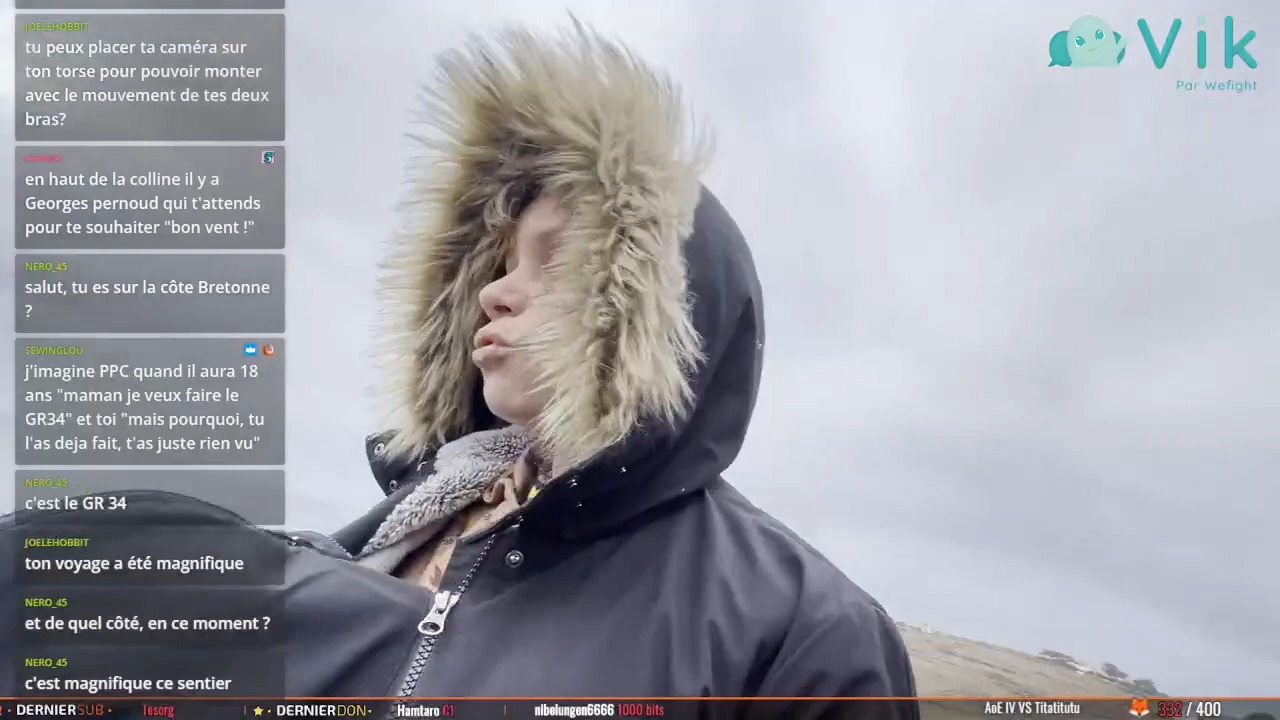 JOELEHOBBIT
tu peux placer ta caméra sur
ton torse pour pouvoir monter
avec le mouvement de tes deux
bras?
en haut de la colline il y a
Georges pernoud qui t'attends
pour te souhaiter "bon vent !"
NERO_45
salut, tu es sur la côte Bretonne
?
SEWINGLOU
j'imagine PPC quand il aura 18
ans "maman je veux faire le
GR34" et toi "mais pourquoi, tu
l'as deja fait, t'as juste rien vu"
NERO_45
c'est le GR 34
JOELEHOBBIT
ton voyage a été magnifique
NERO_45
et de quel côté, en ce moment ?
NERO_45
c'est magnifique ce sentier
Vik
Par Wefight
• DERNIERSUB • Tesorg
DERNIERDON • Hamtaro €1
nibelungen6666 1000 bits
AoE IV VS Titatitutu
332 / 400